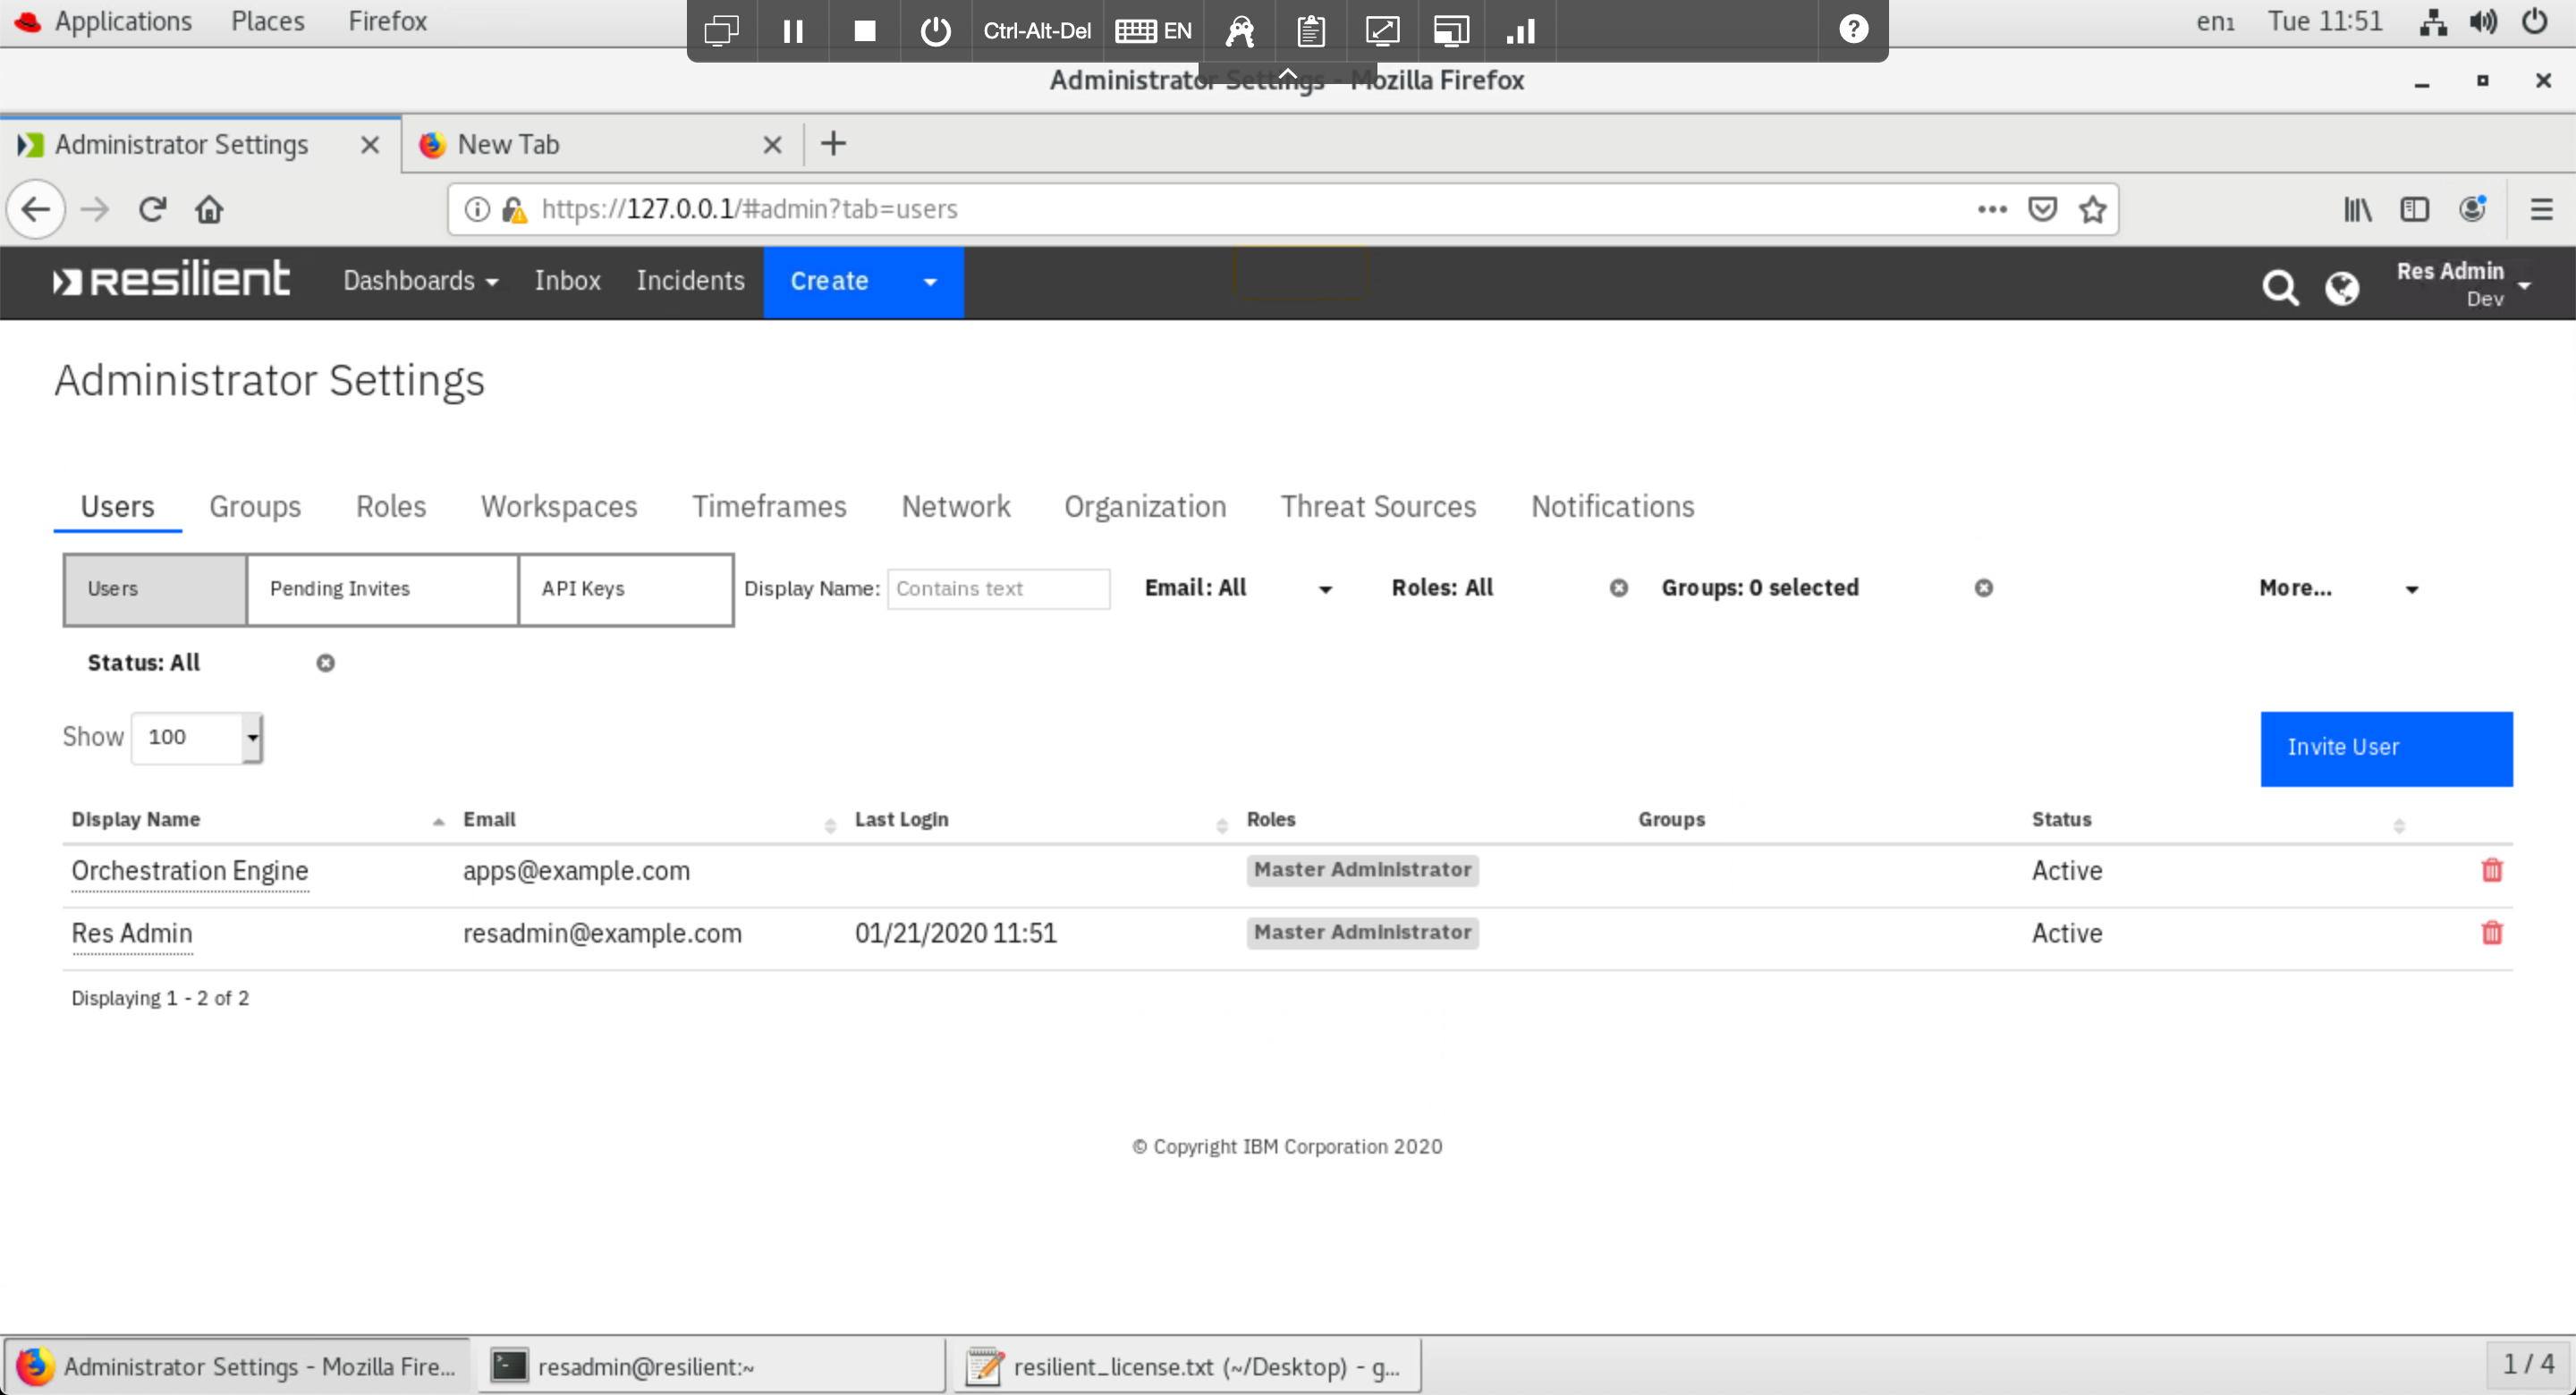 Applications Places Firefox
Ctrl-Alt-Del EN
?
en1 Tue 11:51
Administrator Settings - Mozilla Firefox
Administrator Settings
New Tab
https://127.0.0.1/#admin?tab=users
Resilient
Dashboards Inbox Incidents Create
Res Admin
Dev
Administrator Settings
Users Groups Roles Workspaces Timeframes Network Organization Threat Sources Notifications
Users Pending Invites API Keys Display Name: Contains text Email: All Roles: All Groups: 0 selected More...
Status: All
Show 100
Invite User
Display Name Email Last Login Roles Groups Status
Orchestration Engine apps@example.com Master Administrator Active
Res Admin resadmin@example.com 01/21/2020 11:51 Master Administrator Active
Displaying 1 - 2 of 2
© Copyright IBM Corporation 2020
Administrator Settings - Mozilla Fire... resadmin@resilient:~ resilient_license.txt (~/Desktop) - g... 1 / 4